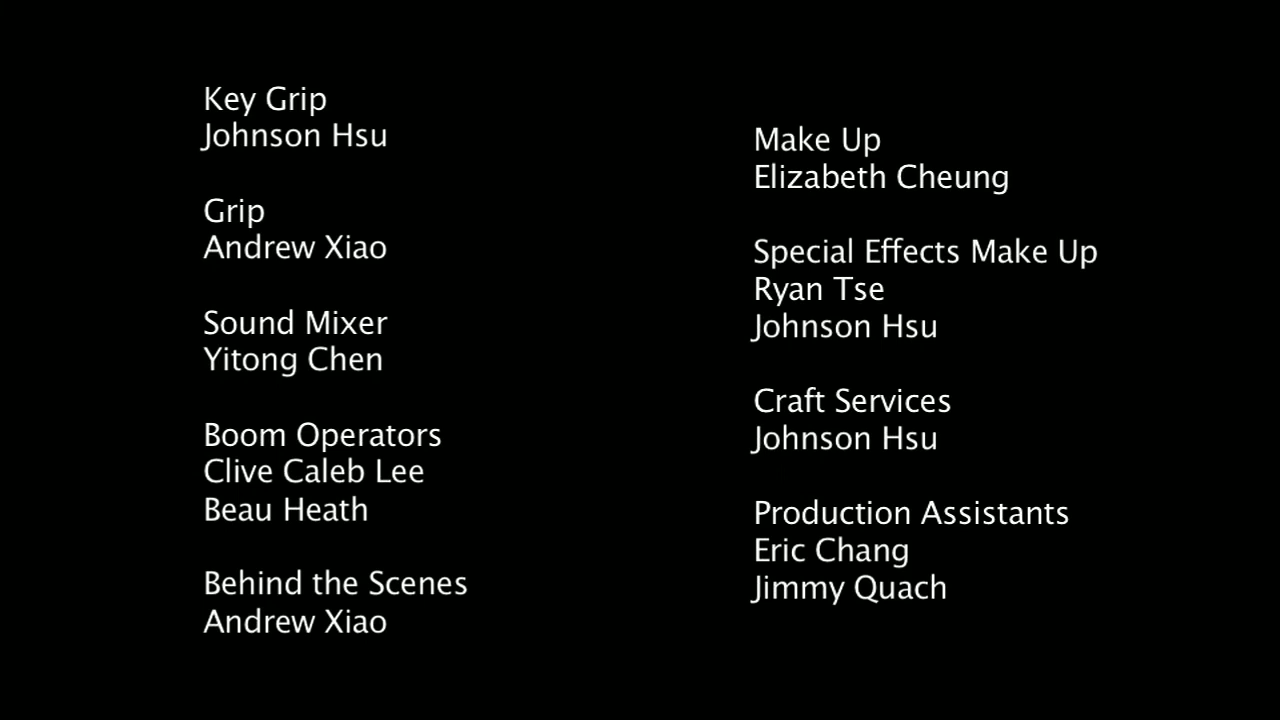 Key Grip
Johnson Hsu
Grip
Andrew Xiao
Sound Mixer
Yitong Chen
Boom Operators
Clive Caleb Lee
Beau Heath
Behind the Scenes
Andrew Xiao
Make Up
Elizabeth Cheung
Special Effects Make Up
Ryan Tse
Johnson Hsu
Craft Services
Johnson Hsu
Production Assistants
Eric Chang
Jimmy Quach